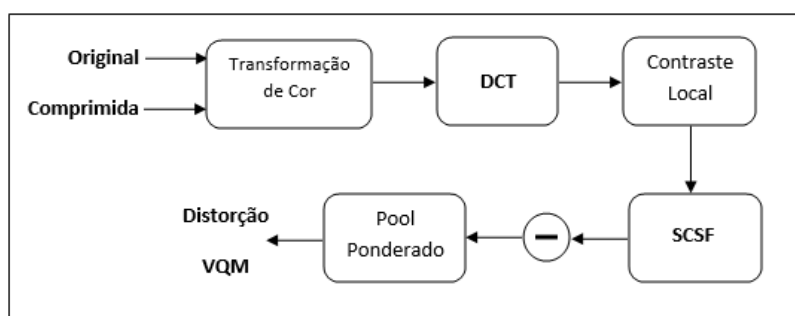 Original
Comprimida
Transformação
de Cor
DCT
Contraste
Local
SCSF
−
Pool
Ponderado
Distorção
VQM